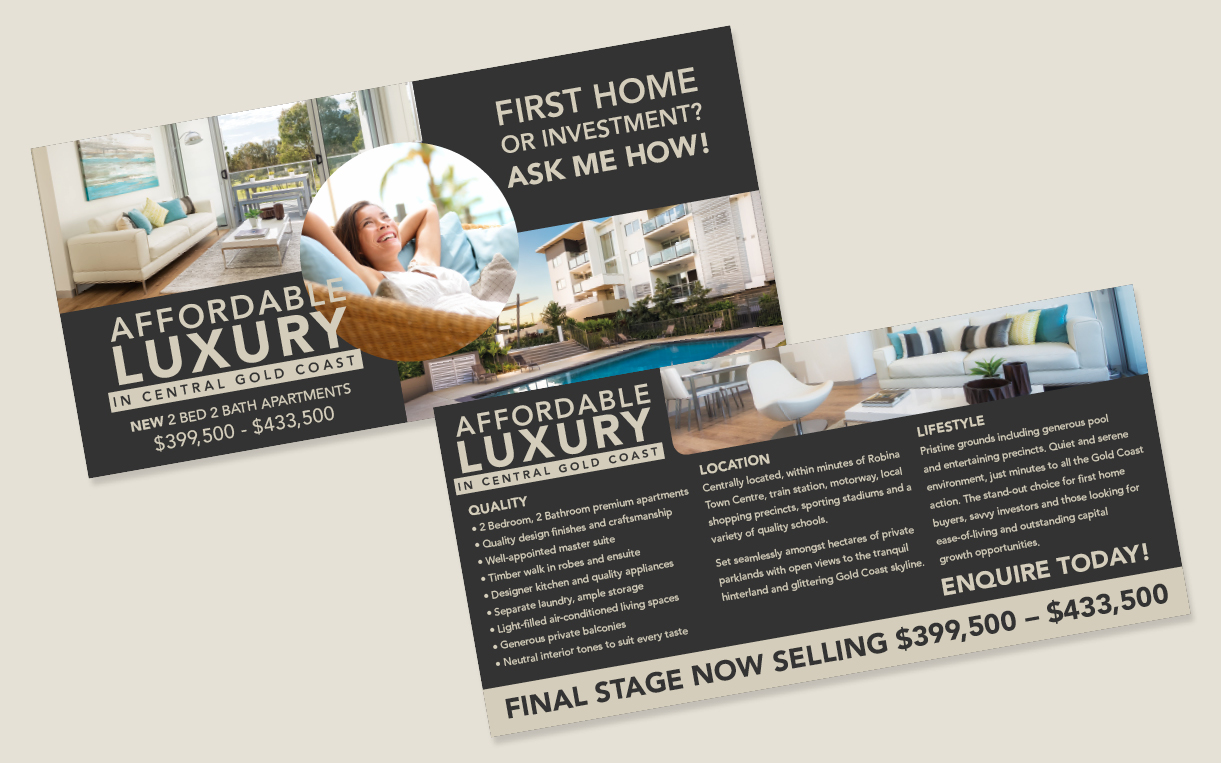 FIRST HOME
OR INVESTMENT?
ASK ME HOW!
AFFORDABLE
LUXURY
IN CENTRAL GOLD COAST
NEW 2 BED 2 BATH APARTMENTS
$399,500 - $433,500
AFFORDABLE
LUXURY
IN CENTRAL GOLD COAST
QUALITY
• 2 Bedroom, 2 Bathroom premium apartments
• Quality design finishes and craftsmanship
• Well-appointed master suite
• Timber walk in robes and ensuite
• Designer kitchen and quality appliances
• Separate laundry, ample storage
• Light-filled air-conditioned living spaces
• Generous private balconies
• Neutral interior tones to suit every taste
LOCATION
Centrally located, within minutes of Robina
Town Centre, train station, motorway, local
shopping precincts, sporting stadiums and a
variety of quality schools.
Set seamlessly amongst hectares of private
parklands with open views to the tranquil
hinterland and glittering Gold Coast skyline.
LIFESTYLE
Pristine grounds including generous pool
and entertaining precincts. Quiet and serene
environment, just minutes to all the Gold Coast
action. The stand-out choice for first home
buyers, savvy investors and those looking for
ease-of-living and outstanding capital
growth opportunities.
ENQUIRE TODAY!
FINAL STAGE NOW SELLING $399,500 – $433,500